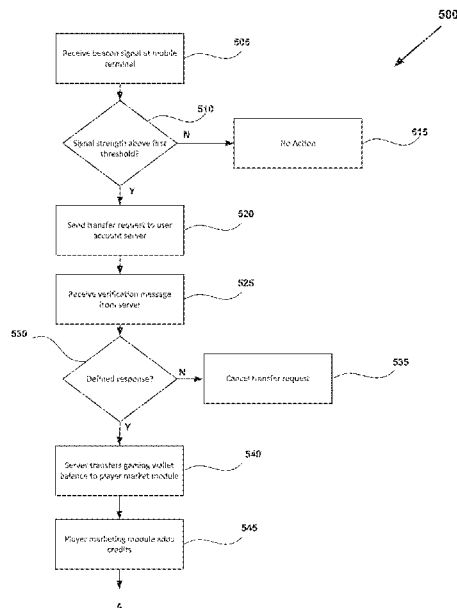 500
Receive beacon signal at mobile
terminal
505
510
Signal strength above first
threshold?
N
No Action
515
Y
Send transfer request to user
account server
520
Receive verification message
from server
525
530
Defined response?
N
Cancel transfer request
535
Y
Server transfers gaming wallet
balance to player market module
540
Player marketing module adds
credits
545
A